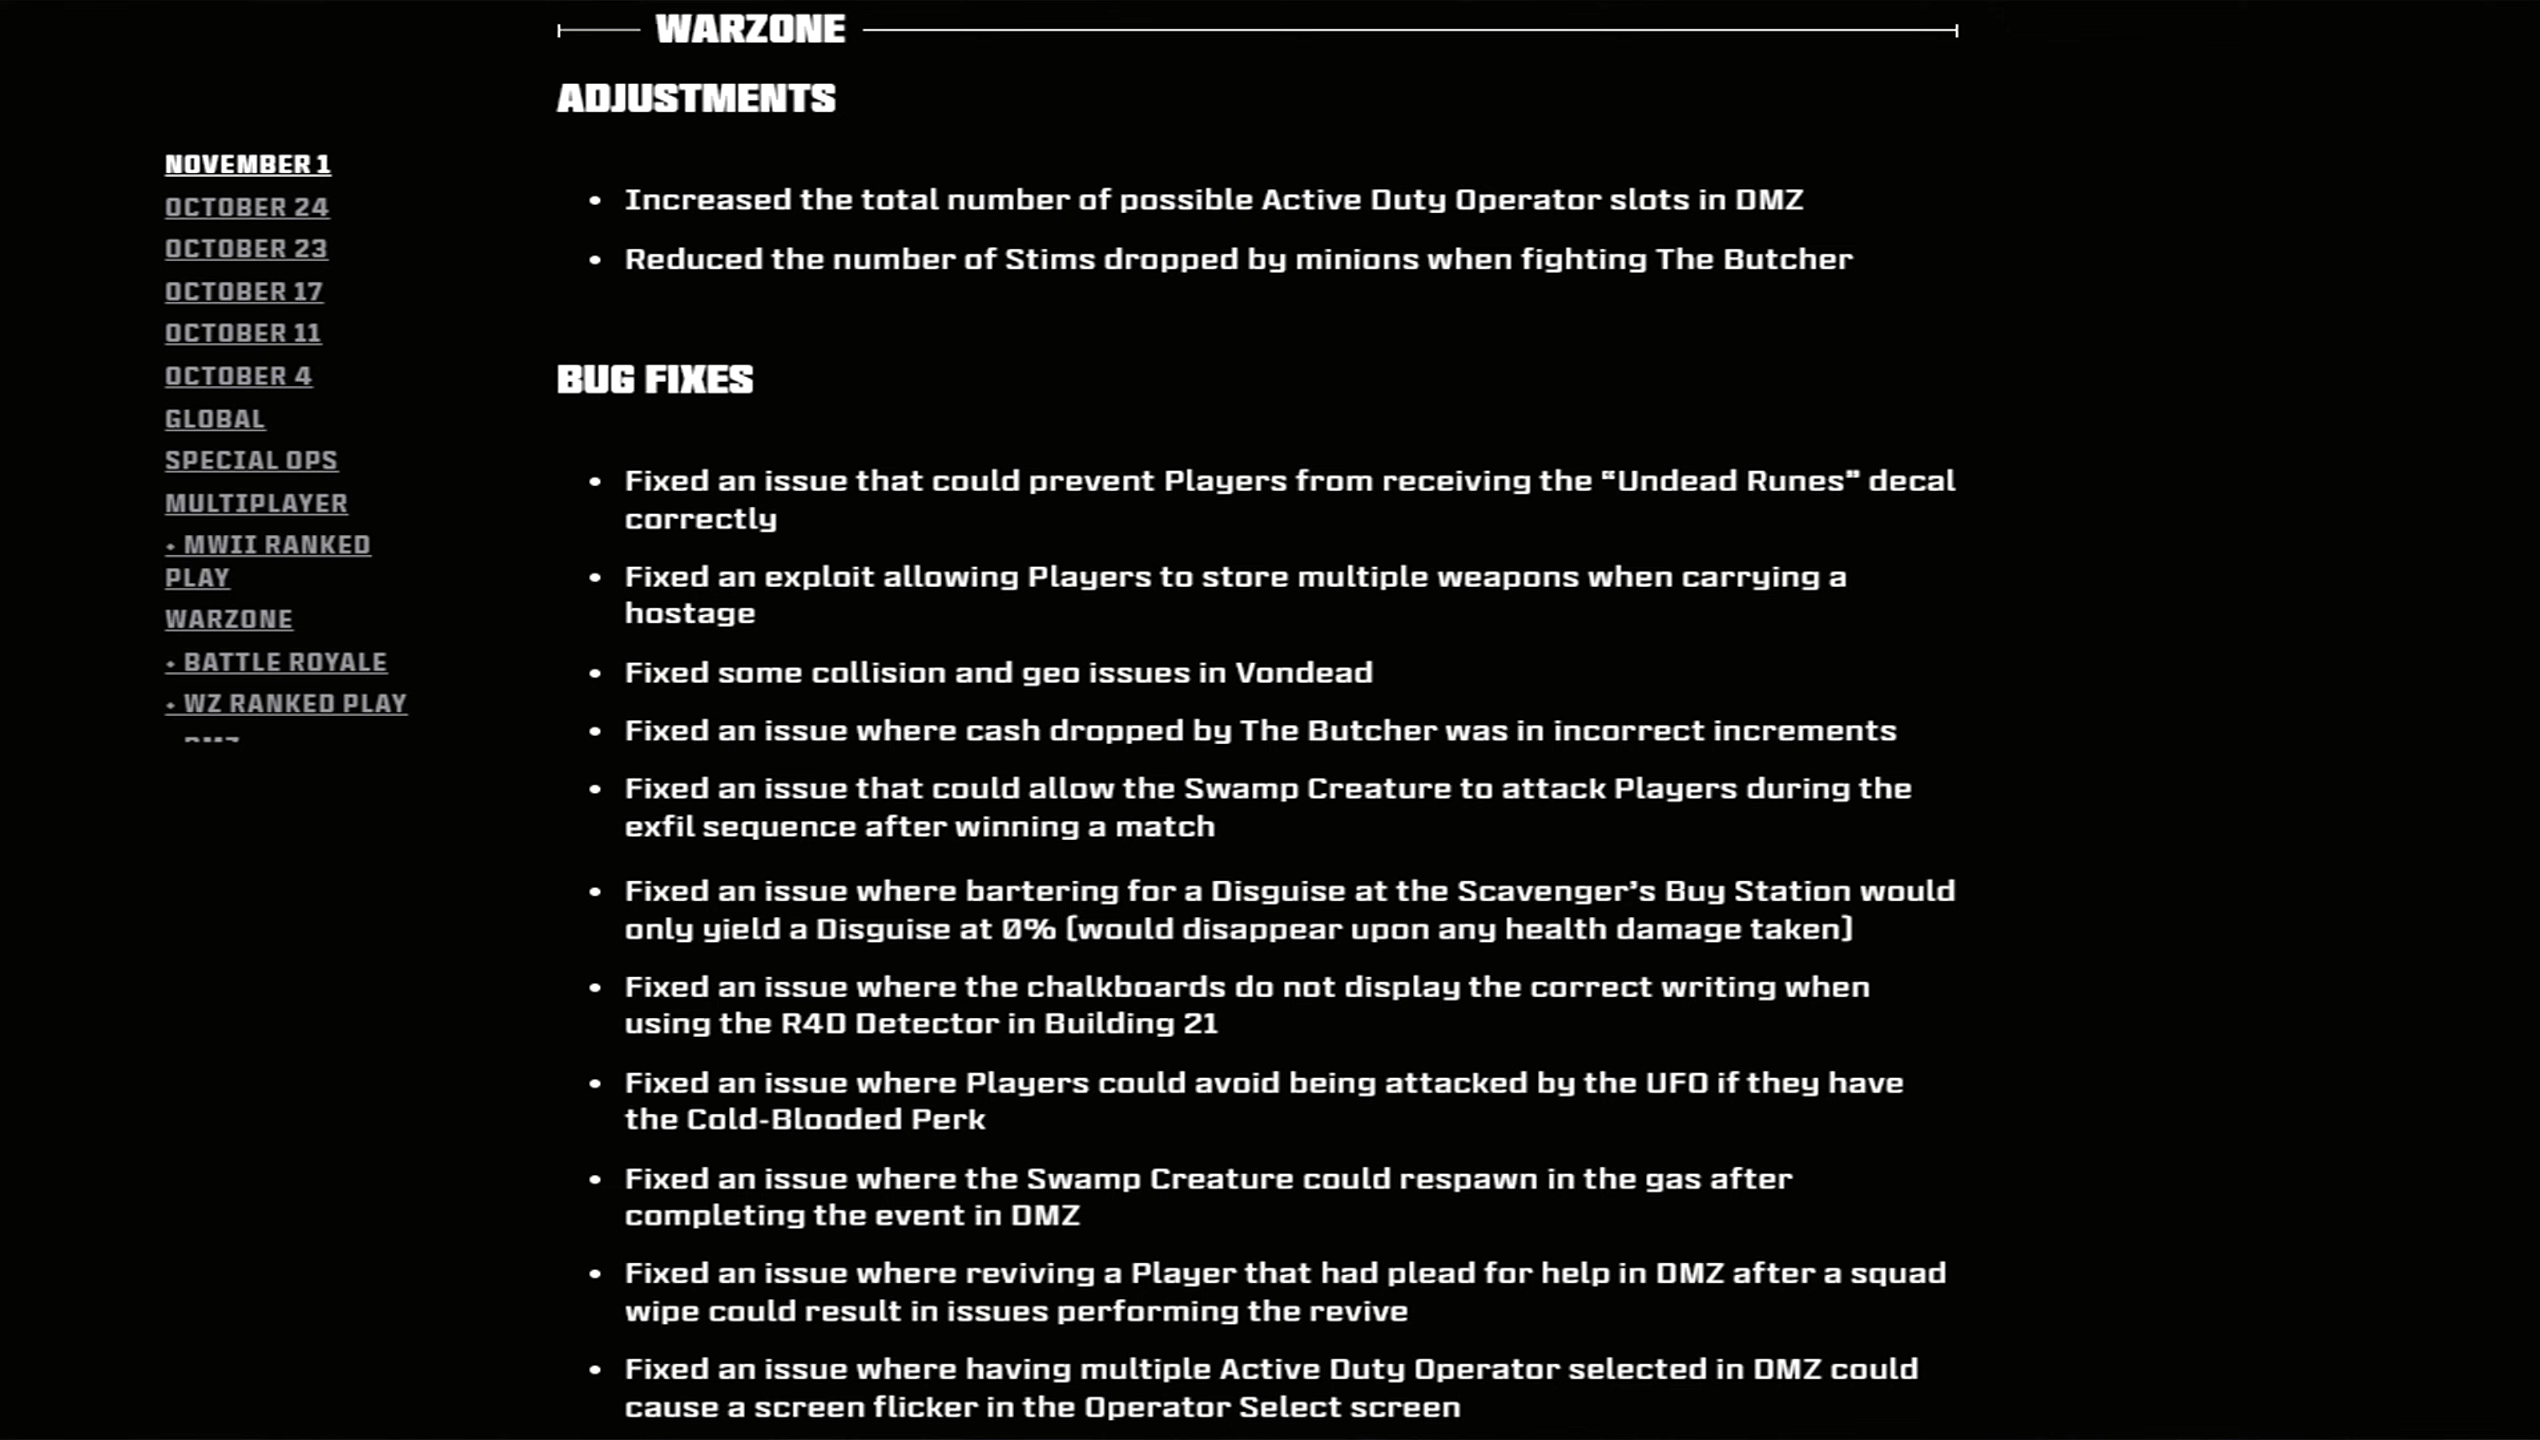 WARZONE
ADJUSTMENTS
NOVEMBER 1
OCTOBER 24
OCTOBER 23
OCTOBER 17
OCTOBER 11
OCTOBER 4
GLOBAL
SPECIAL OPS
MULTIPLAYER
• MWII RANKED
PLAY
WARZONE
• BATTLE ROYALE
• WZ RANKED PLAY
• Increased the total number of possible Active Duty Operator slots in DMZ
• Reduced the number of Stims dropped by minions when fighting The Butcher
BUG FIXES
• Fixed an issue that could prevent Players from receiving the “Undead Runes” decal
correctly
• Fixed an exploit allowing Players to store multiple weapons when carrying a
hostage
• Fixed some collision and geo issues in Vondead
• Fixed an issue where cash dropped by The Butcher was in incorrect increments
• Fixed an issue that could allow the Swamp Creature to attack Players during the
exfil sequence after winning a match
• Fixed an issue where bartering for a Disguise at the Scavenger’s Buy Station would
only yield a Disguise at 0% (would disappear upon any health damage taken)
• Fixed an issue where the chalkboards do not display the correct writing when
using the R4D Detector in Building 21
• Fixed an issue where Players could avoid being attacked by the UFO if they have
the Cold-Blooded Perk
• Fixed an issue where the Swamp Creature could respawn in the gas after
completing the event in DMZ
• Fixed an issue where reviving a Player that had plead for help in DMZ after a squad
wipe could result in issues performing the revive
• Fixed an issue where having multiple Active Duty Operator selected in DMZ could
cause a screen flicker in the Operator Select screen